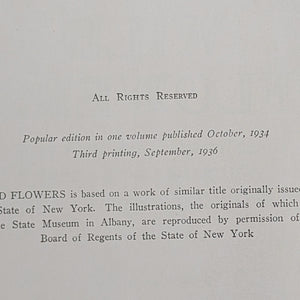 ALL RIGHTS RESERVED
Popular edition in one volume published October, 1934
Third printing, September, 1936
D FLOWERS is based on a work of similar title originally issue
State of New York. The illustrations, the originals of which
e State Museum in Albany, are reproduced by permission of
Board of Regents of the State of New York